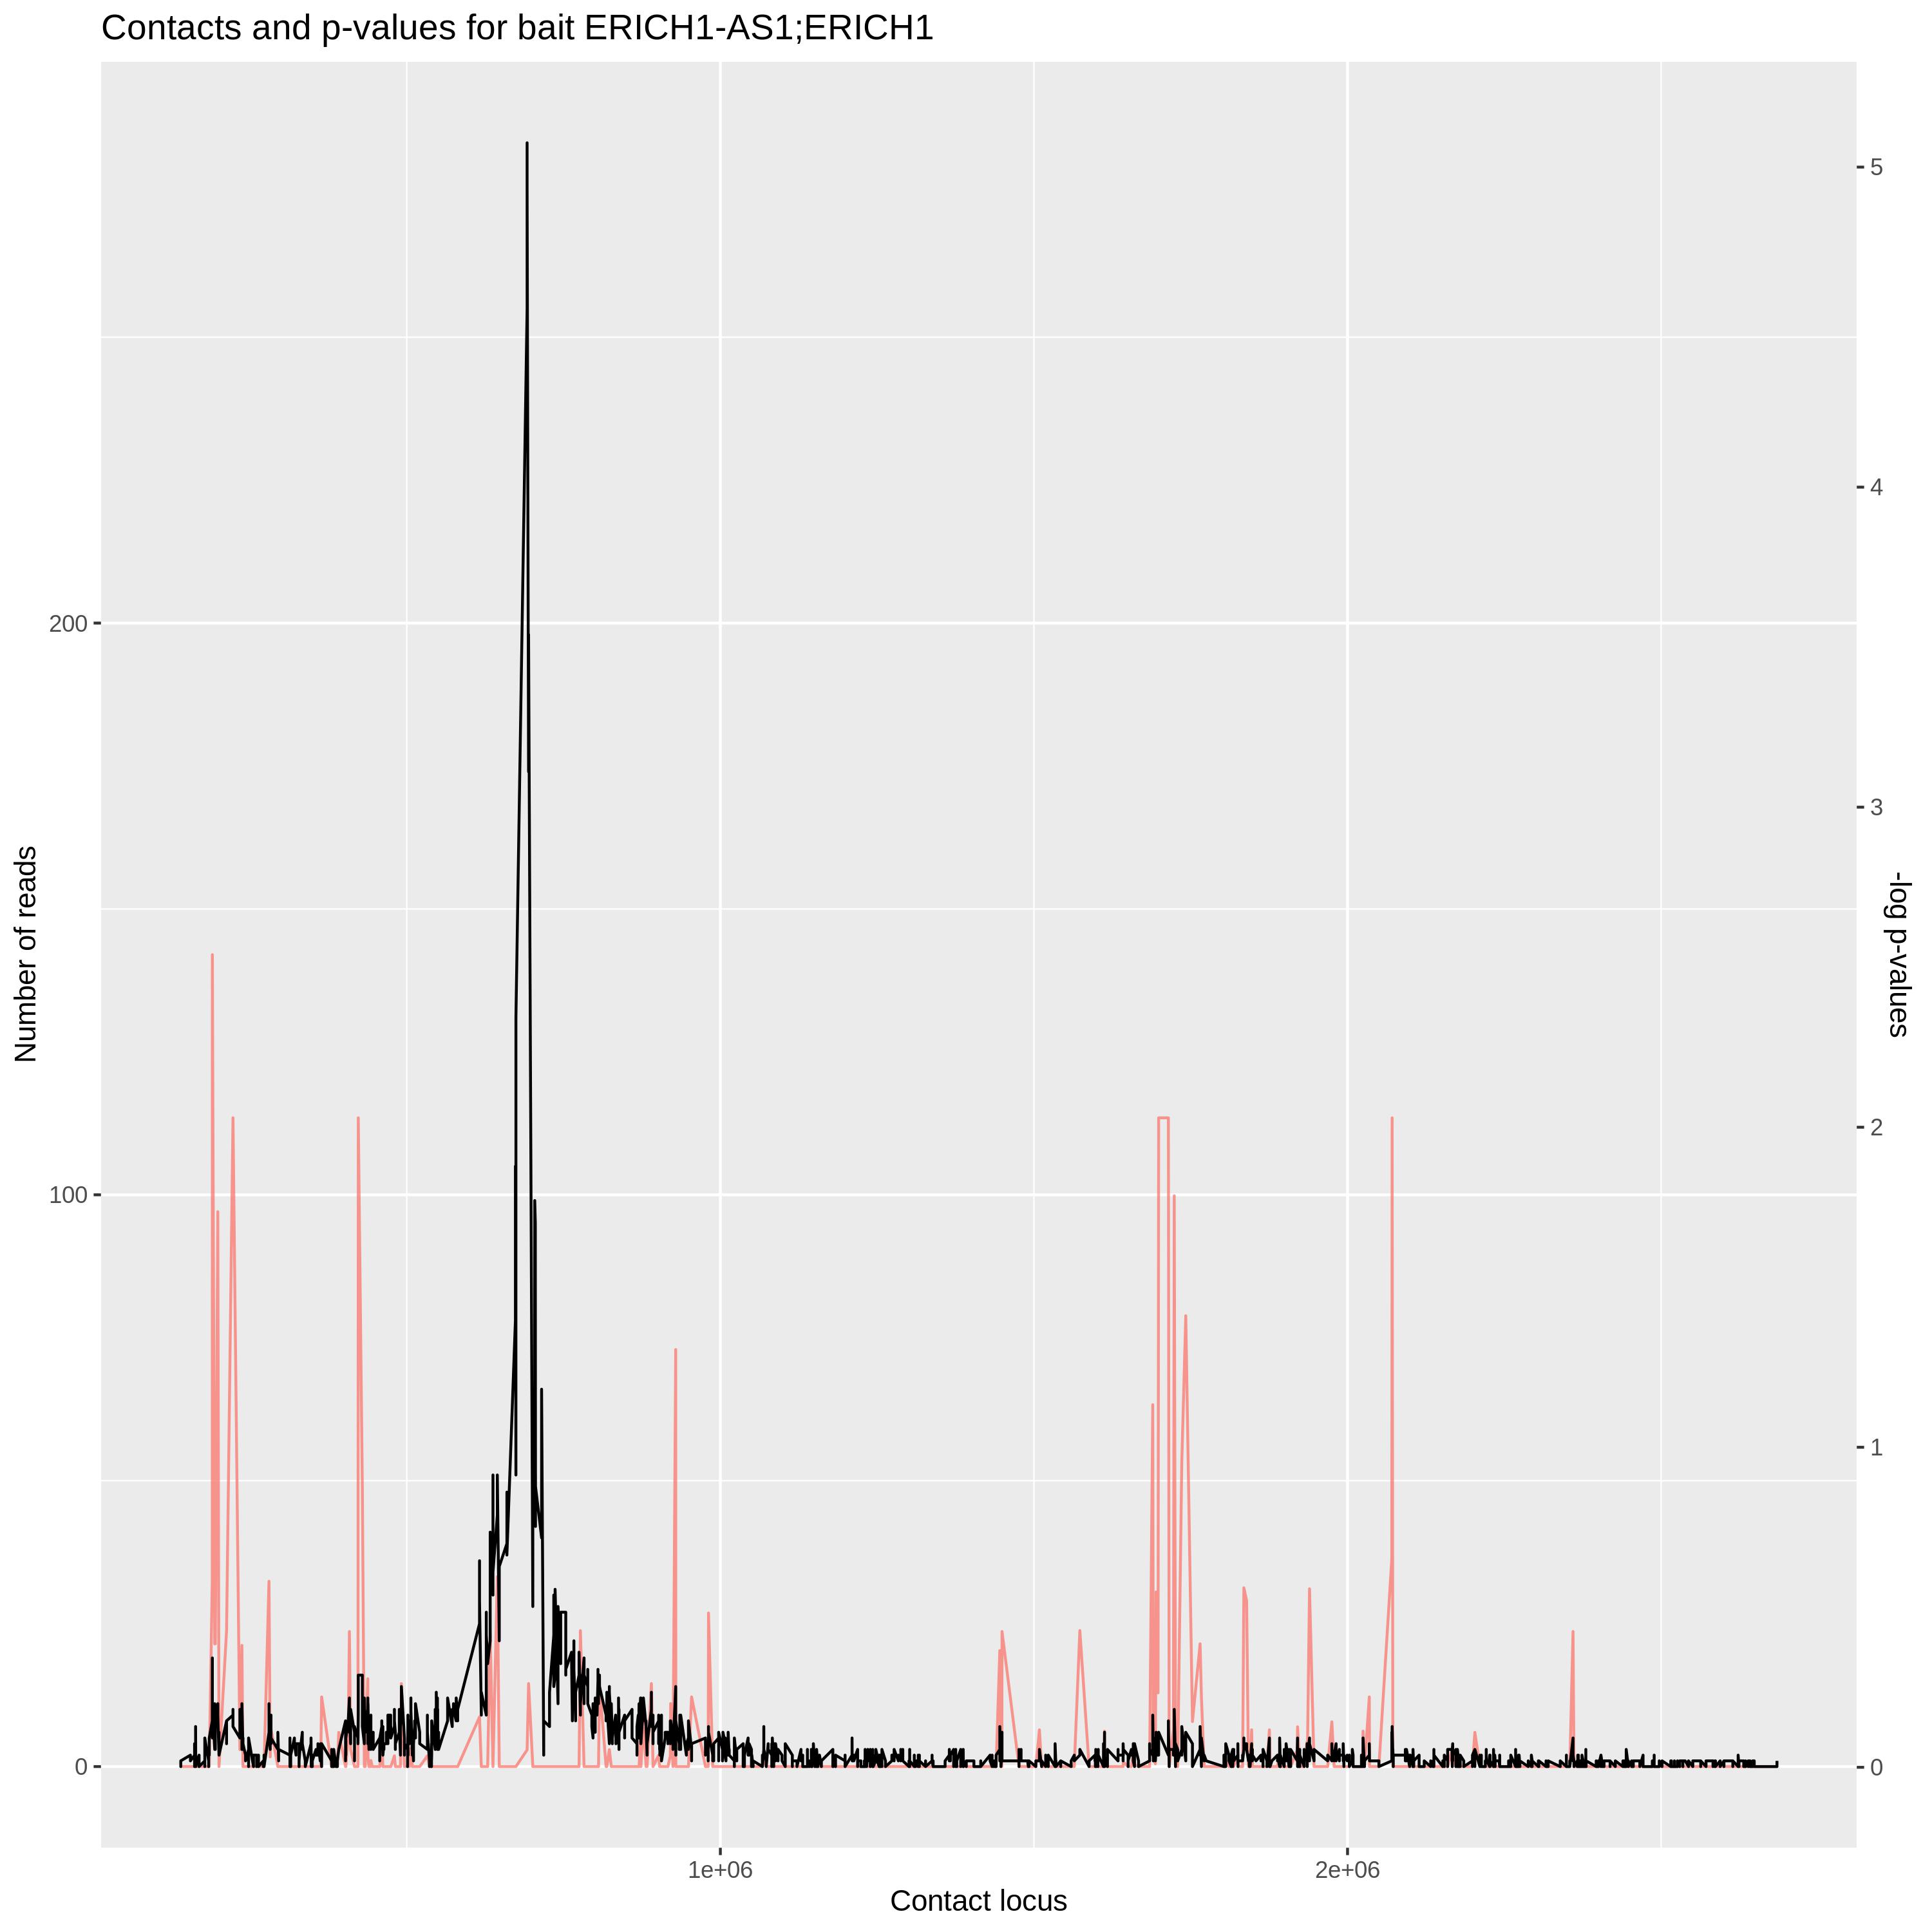 Contacts and p-values for bait ERICH1-AS1;ERICH1
Number of reads
200
100
0
5
4
3
2
1
0
-log p-values
1e+06
2e+06
Contact locus